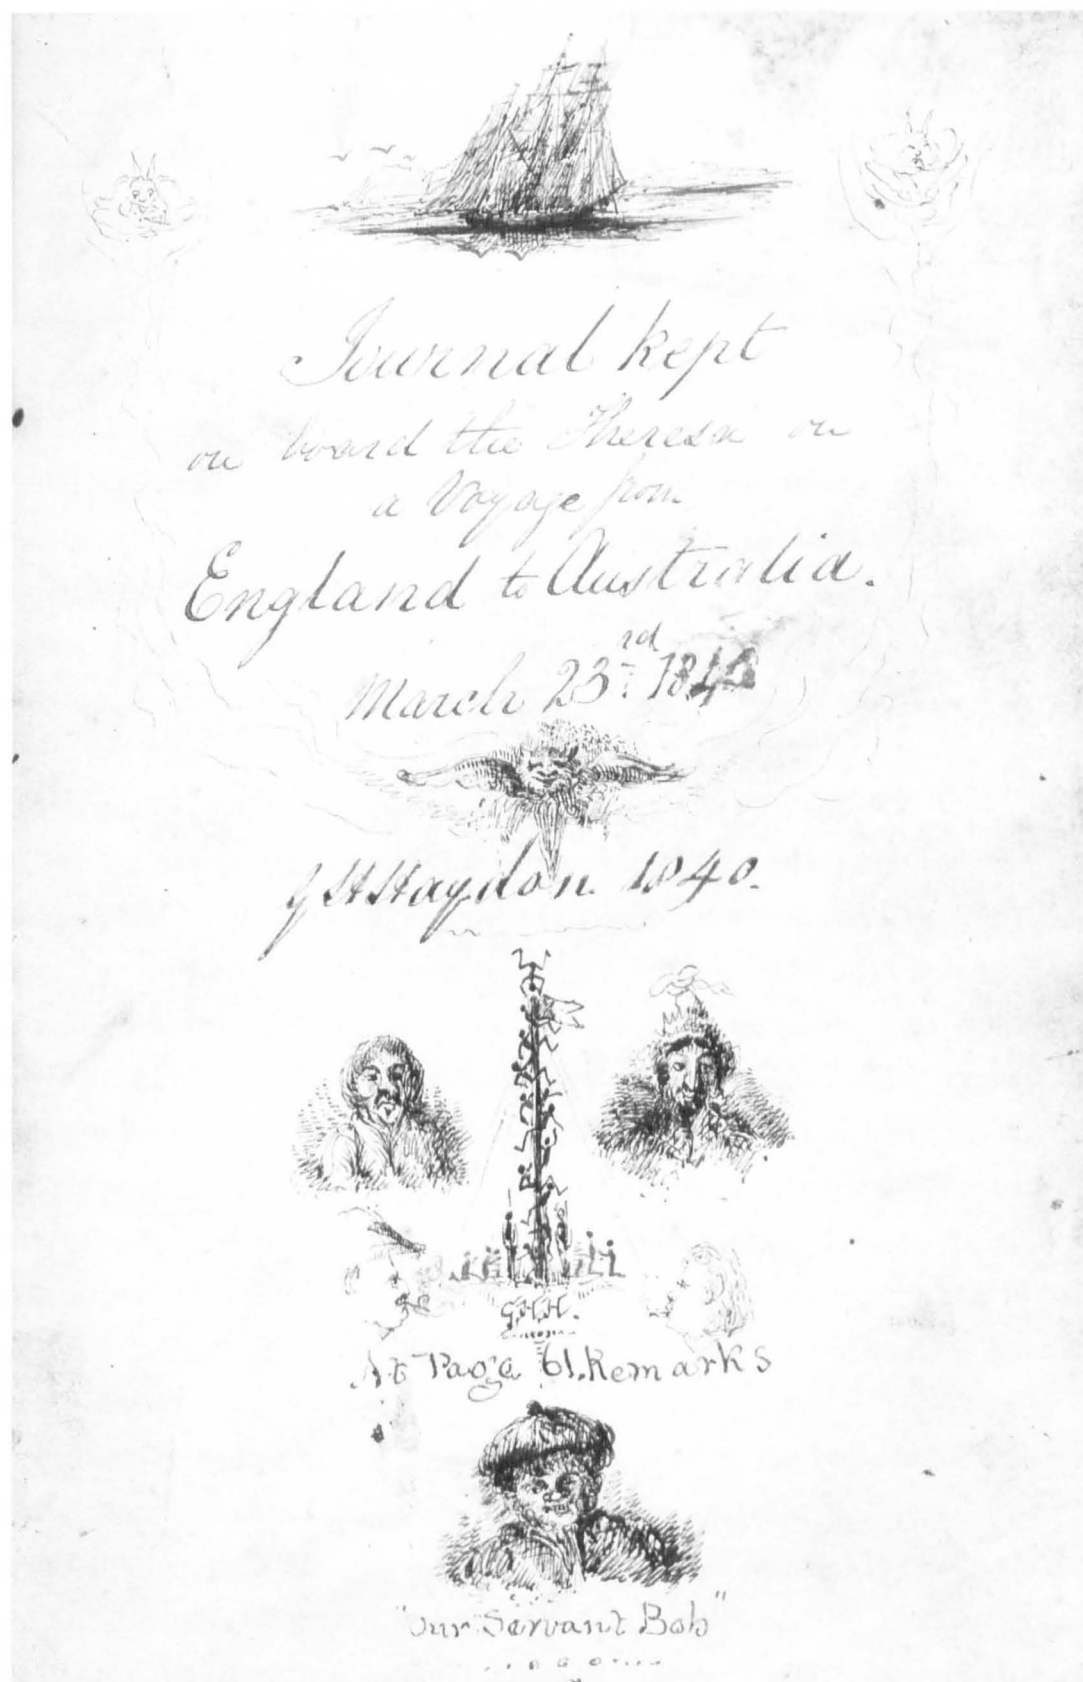 Journal kept
on board the Theresa on
a Voyage from
England to Australia.
March 23rd 1840
G H Haydon. 1840.
G.H.H.
At Page 61. Remarks
"Our Servant Bob"